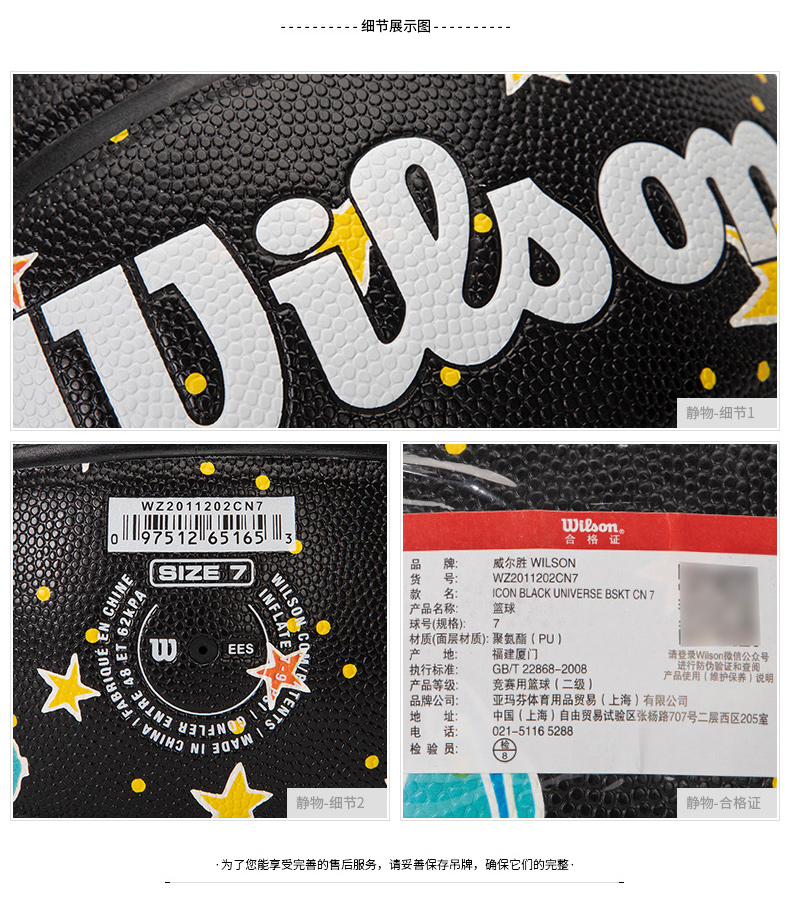 ----------细节展示图----------
Wilson
静物-细节1
WZ2011202CN7
0 97512 65165 3
SIZE 7
WILSON
INFLATE
MADE IN CHINA | FABRIQUÉ EN CHINE
GONFLER ENTRE 48 ET 62KPA
W EES
静物-细节2
Wilson®
合格证
品 牌: 威尔胜 WILSON
货 号: WZ2011202CN7
款 名: ICON BLACK UNIVERSE BSKT CN 7
产品名称: 篮球
球号(规格): 7
材质(面层材质): 聚氨酯(PU)
产 地: 福建厦门
执行标准: GB/T 22868-2008
产品等级: 竞赛用篮球(二级)
品牌公司: 亚玛芬体育用品贸易(上海)有限公司
地 址: 中国(上海)自由贸易试验区张杨路707号二层西区205室
电 话: 021-5116 5288
检 验 员: 检 8
请登录Wilson微信公众号
进行防伪验证和查阅
产品使用(维护保养)说明
静物-合格证
·为了您能享受完善的售后服务，请妥善保存吊牌，确保它们的完整·